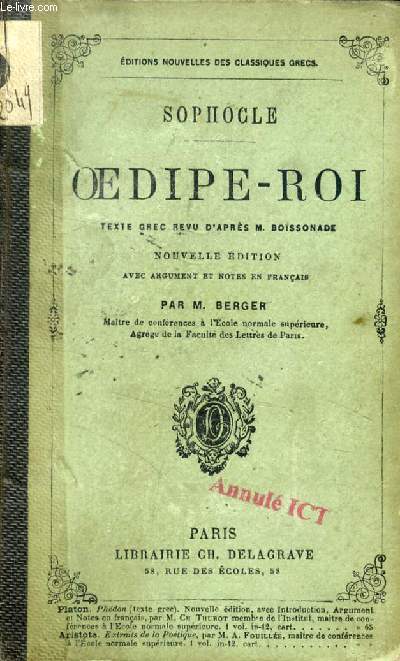 www.le-livre.com
2044
ÉDITIONS NOUVELLES DES CLASSIQUES GRECS.
SOPHOCLE
ŒDIPE-ROI
TEXTE GREC REVU D'APRÈS M. BOISSONADE
NOUVELLE ÉDITION
AVEC ARGUMENT ET NOTES EN FRANÇAIS
PAR M. BERGER
Maître de conférences à l'École normale supérieure,
Agrégé de la Faculté des Lettres de Paris.
Annulé ICT
PARIS
LIBRAIRIE CH. DELAGRAVE
58, RUE DES ÉCOLES, 58
Platon. Phédon (texte grec). Nouvelle édition, avec Introduction, Argument
et Notes en français, par M. CH. THUROT membre de l'Institut, maître de con-
férences à l'École normale supérieure. 1 vol. in-12, cart. . . . . . . . » 65
Aristote. Extraits de la Poétique, par M. A. FOUILLÉE, maître de conférences
à l'École normale supérieure. 1 vol. in-12, cart. . . . . . . .